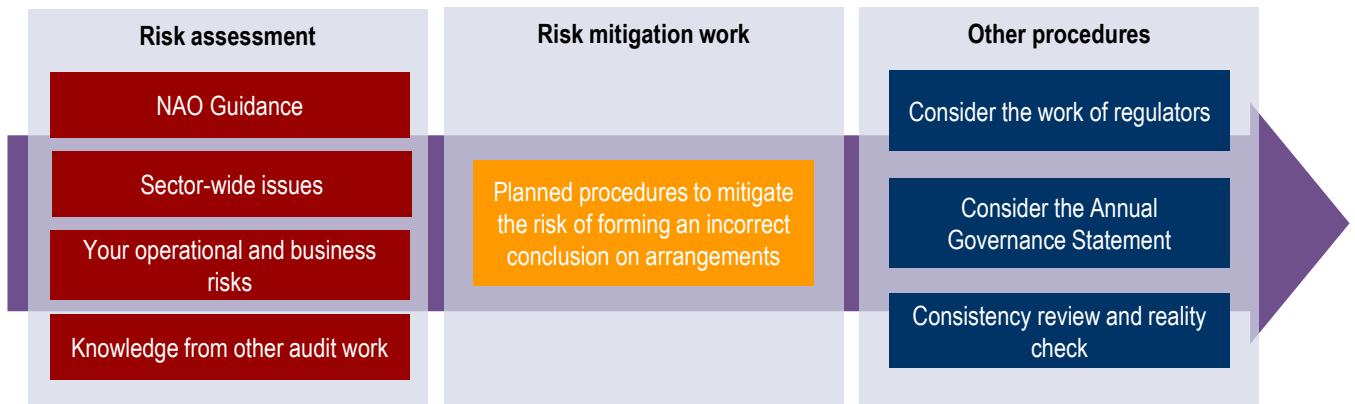 Risk assessment
NAO Guidance
Sector-wide issues
Your operational and business
risks
Knowledge from other audit work
Risk mitigation work
Planned procedures to mitigate
the risk of forming an incorrect
conclusion on arrangements
Other procedures
Consider the work of regulators
Consider the Annual
Governance Statement
Consistency review and reality
check